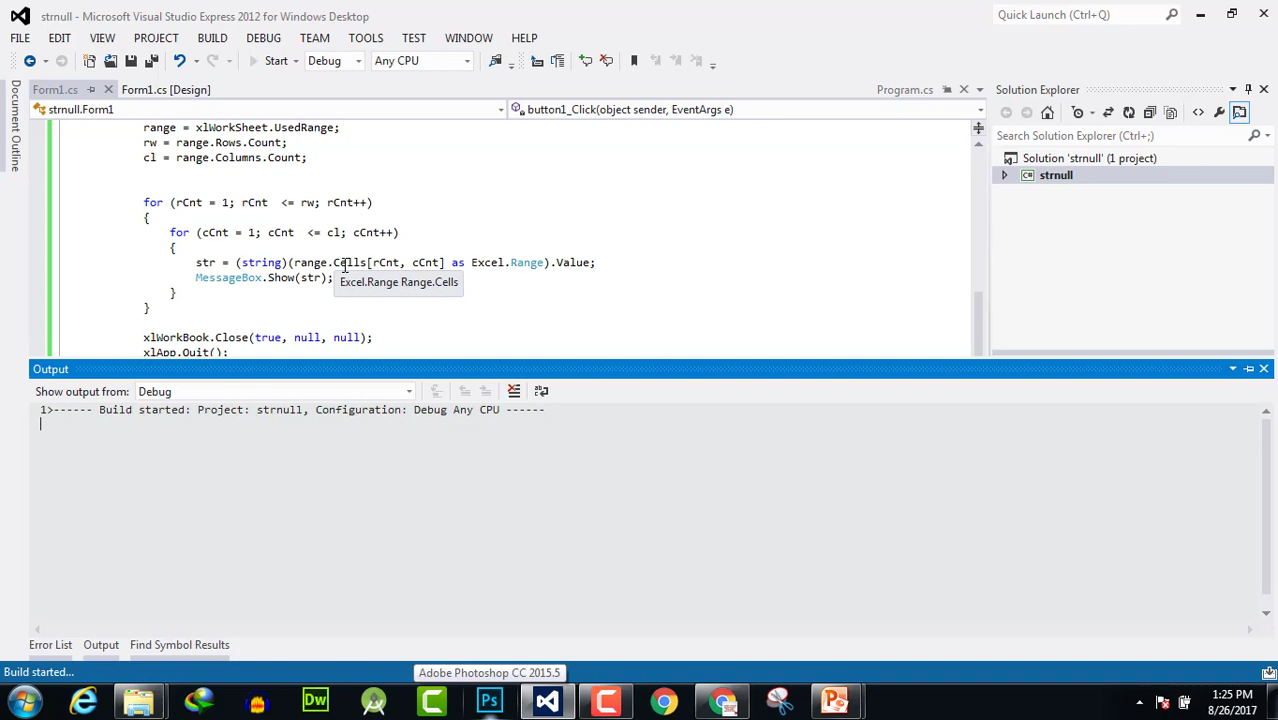 strnull - Microsoft Visual Studio Express 2012 for Windows Desktop
Quick Launch (Ctrl+Q)
FILE EDIT VIEW PROJECT BUILD DEBUG TEAM TOOLS TEST WINDOW HELP
Start Debug Any CPU
Document Outline
Form1.cs Form1.cs [Design] Program.cs
Solution Explorer
strnull.Form1 button1_Click(object sender, EventArgs e)
Search Solution Explorer (Ctrl+;)
Solution 'strnull' (1 project)
C# strnull
range = xlWorkSheet.UsedRange;
rw = range.Rows.Count;
cl = range.Columns.Count;
for (rCnt = 1; rCnt  <= rw; rCnt++)
{
for (cCnt = 1; cCnt  <= cl; cCnt++)
{
str = (string)(range.Cells[rCnt, cCnt] as Excel.Range).Value;
MessageBox.Show(str);
Excel.Range Range.Cells
}
}
xlWorkBook.Close(true, null, null);
xlApp.Quit();
Output
Show output from: Debug
1>------ Build started: Project: strnull, Configuration: Debug Any CPU ------
Error List Output Find Symbol Results
Build started...
Adobe Photoshop CC 2015.5
Dw
Ps
1:25 PM
8/26/2017